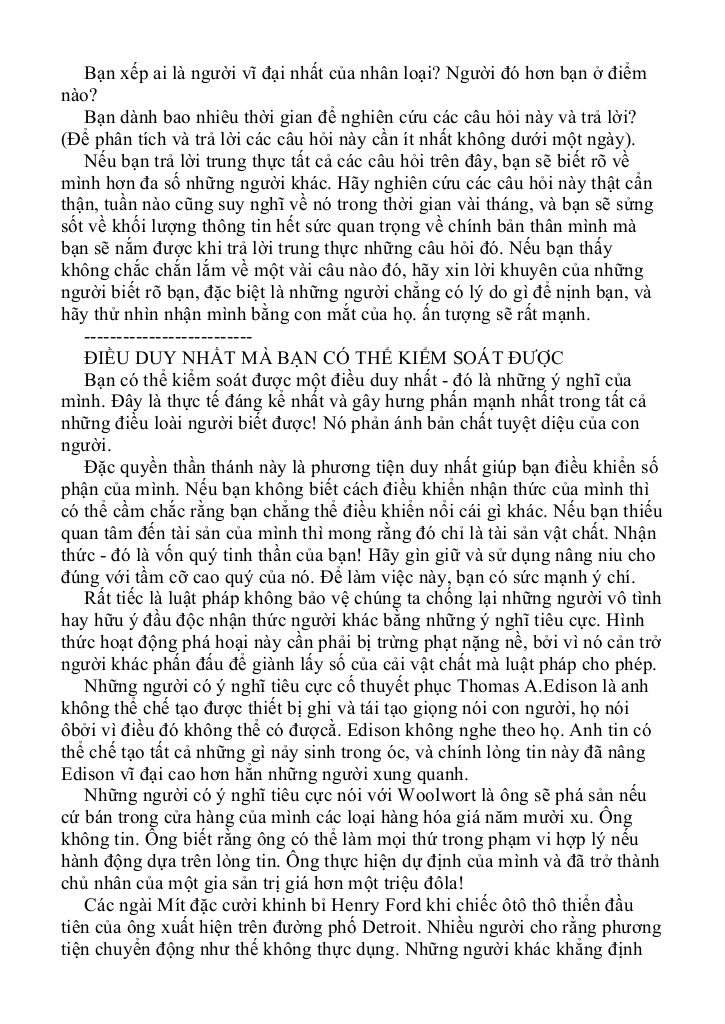 Bạn xếp ai là người vĩ đại nhất của nhân loại? Người đó hơn bạn ở điểm
nào?
Bạn dành bao nhiêu thời gian để nghiên cứu các câu hỏi này và trả lời?
(Để phân tích và trả lời các câu hỏi này cần ít nhất không dưới một ngày).
Nếu bạn trả lời trung thực tất cả các câu hỏi trên đây, bạn sẽ biết rõ về
mình hơn đa số những người khác. Hãy nghiên cứu các câu hỏi này thật cẩn
thận, tuần nào cũng suy nghĩ về nó trong thời gian vài tháng, và bạn sẽ sửng
sốt về khối lượng thông tin hết sức quan trọng về chính bản thân mình mà
bạn sẽ nắm được khi trả lời trung thực những câu hỏi đó. Nếu bạn thấy
không chắc chắn lắm về một vài câu nào đó, hãy xin lời khuyên của những
người biết rõ bạn, đặc biệt là những người chẳng có lý do gì để nịnh bạn, và
hãy thử nhìn nhận mình bằng con mắt của họ. ấn tượng sẽ rất mạnh.
--------------------------
ĐIỀU DUY NHẤT MÀ BẠN CÓ THỂ KIỂM SOÁT ĐƯỢC
Bạn có thể kiểm soát được một điều duy nhất - đó là những ý nghĩ của
mình. Đây là thực tế đáng kể nhất và gây hưng phấn mạnh nhất trong tất cả
những điều loài người biết được! Nó phản ánh bản chất tuyệt diệu của con
người.
Đặc quyền thần thánh này là phương tiện duy nhất giúp bạn điều khiển số
phận của mình. Nếu bạn không biết cách điều khiển nhận thức của mình thì
có thể cầm chắc rằng bạn chẳng thể điều khiển nổi cái gì khác. Nếu bạn thiếu
quan tâm đến tài sản của mình thì mong rằng đó chỉ là tài sản vật chất. Nhận
thức - đó là vốn quý tinh thần của bạn! Hãy gìn giữ và sử dụng nâng niu cho
đúng với tầm cỡ cao quý của nó. Để làm việc này, bạn có sức mạnh ý chí.
Rất tiếc là luật pháp không bảo vệ chúng ta chống lại những người vô tình
hay hữu ý đầu độc nhận thức người khác bằng những ý nghĩ tiêu cực. Hình
thức hoạt động phá hoại này cần phải bị trừng phạt nặng nề, bởi vì nó cản trở
người khác phấn đấu để giành lấy số của cải vật chất mà luật pháp cho phép.
Những người có ý nghĩ tiêu cực cố thuyết phục Thomas A.Edison là anh
không thể chế tạo được thiết bị ghi và tái tạo giọng nói con người, họ nói
ôbởi vì điều đó không thể có đượcằ. Edison không nghe theo họ. Anh tin có
thể chế tạo tất cả những gì nảy sinh trong óc, và chính lòng tin này đã nâng
Edison vĩ đại cao hơn hẳn những người xung quanh.
Những người có ý nghĩ tiêu cực nói với Woolwort là ông sẽ phá sản nếu
cứ bán trong cửa hàng của mình các loại hàng hóa giá năm mười xu. Ông
không tin. Ông biết rằng ông có thể làm mọi thứ trong phạm vi hợp lý nếu
hành động dựa trên lòng tin. Ông thực hiện dự định của mình và đã trở thành
chủ nhân của một gia sản trị giá hơn một triệu đôla!
Các ngài Mít đặc cười khinh bỉ Henry Ford khi chiếc ôtô thô thiển đầu
tiên của ông xuất hiện trên đường phố Detroit. Nhiều người cho rằng phương
tiện chuyển động như thế không thực dụng. Những người khác khẳng định